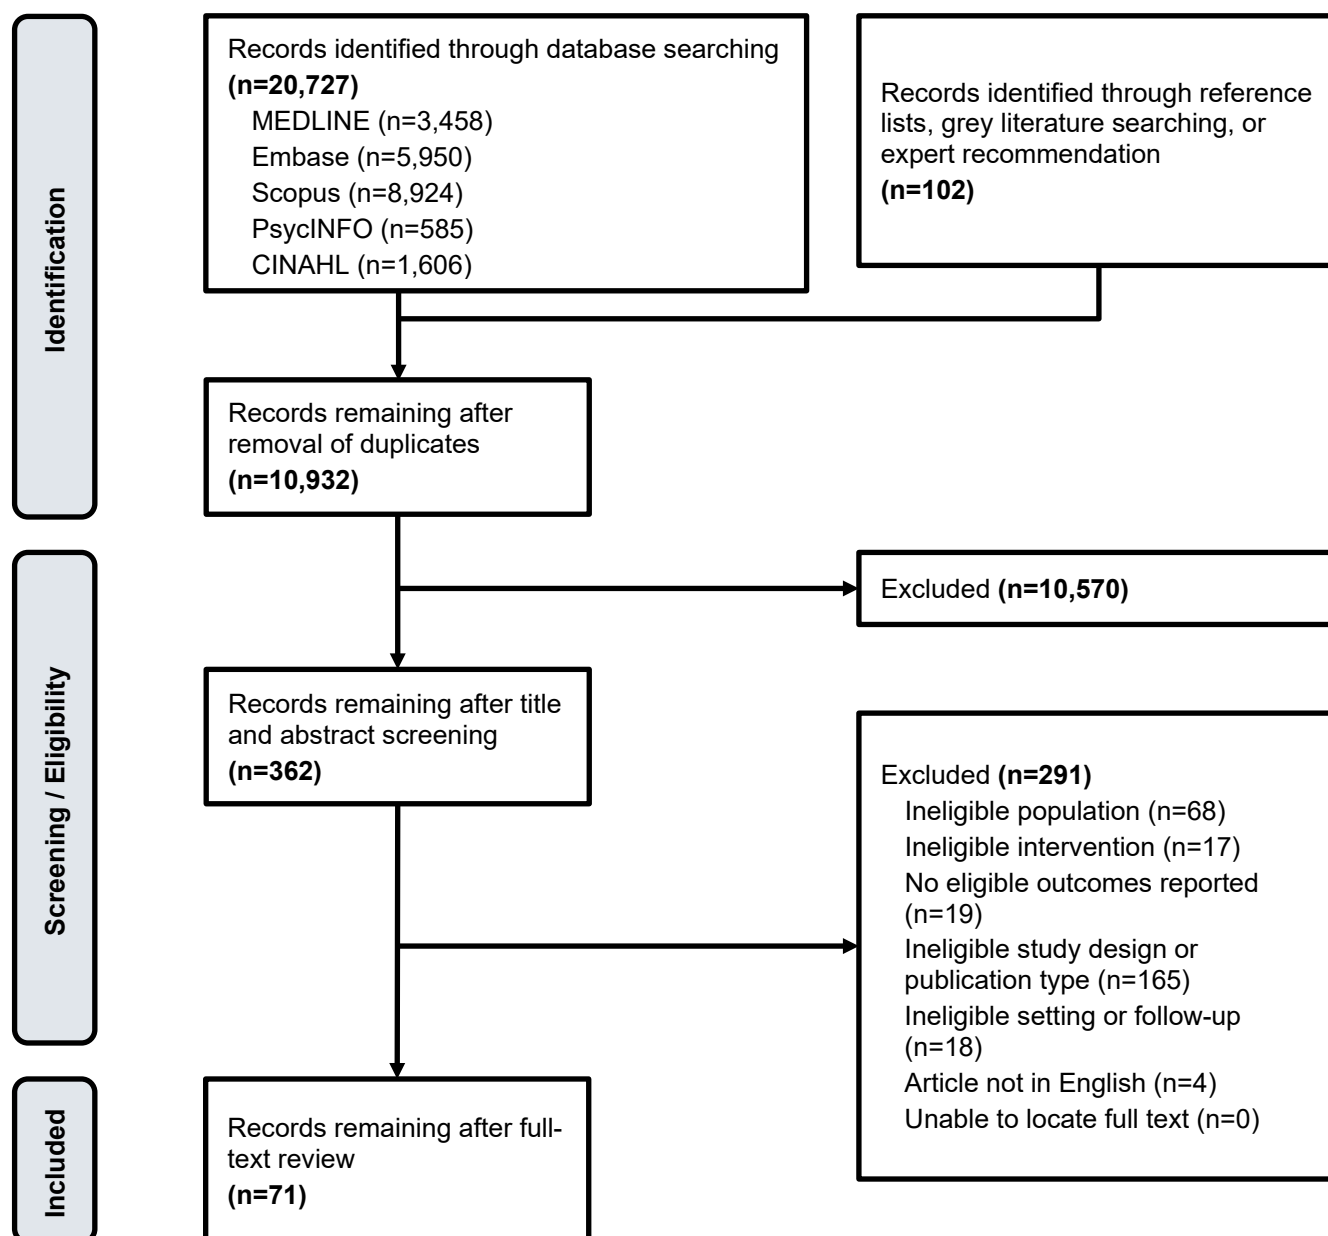 Identification
Records identified through database searching
(n=20,727)
MEDLINE (n=3,458)
Embase (n=5,950)
Scopus (n=8,924)
PsycINFO (n=585)
CINAHL (n=1,606)
Records identified through reference
lists, grey literature searching, or
expert recommendation
(n=102)
Records remaining after
removal of duplicates
(n=10,932)
Screening / Eligibility
Excluded (n=10,570)
Records remaining after title
and abstract screening
(n=362)
Excluded (n=291)
Ineligible population (n=68)
Ineligible intervention (n=17)
No eligible outcomes reported
(n=19)
Ineligible study design or
publication type (n=165)
Ineligible setting or follow-up
(n=18)
Article not in English (n=4)
Unable to locate full text (n=0)
Included
Records remaining after full-
text review
(n=71)